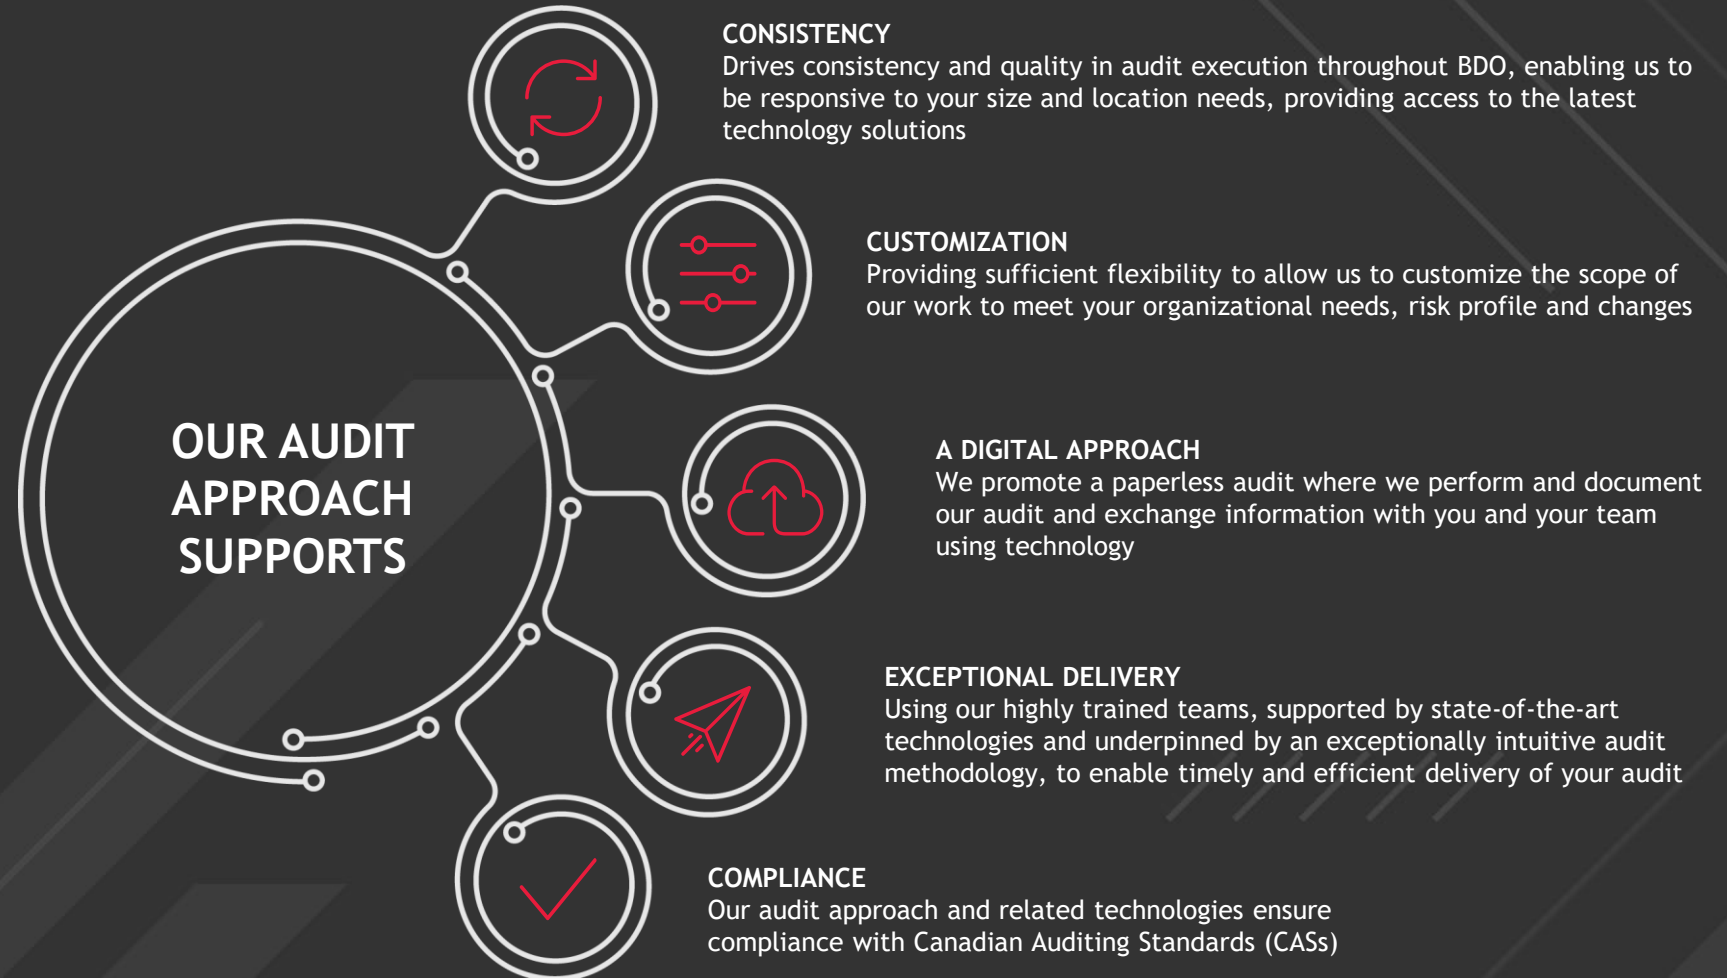 CONSISTENCY
Drives consistency and quality in audit execution throughout BDO, enabling us to
be responsive to your size and location needs, providing access to the latest
technology solutions
CUSTOMIZATION
Providing sufficient flexibility to allow us to customize the scope of
our work to meet your organizational needs, risk profile and changes
OUR AUDIT
APPROACH
SUPPORTS
A DIGITAL APPROACH
We promote a paperless audit where we perform and document
our audit and exchange information with you and your team
using technology
EXCEPTIONAL DELIVERY
Using our highly trained teams, supported by state-of-the-art
technologies and underpinned by an exceptionally intuitive audit
methodology, to enable timely and efficient delivery of your audit
COMPLIANCE
Our audit approach and related technologies ensure
compliance with Canadian Auditing Standards (CASs)